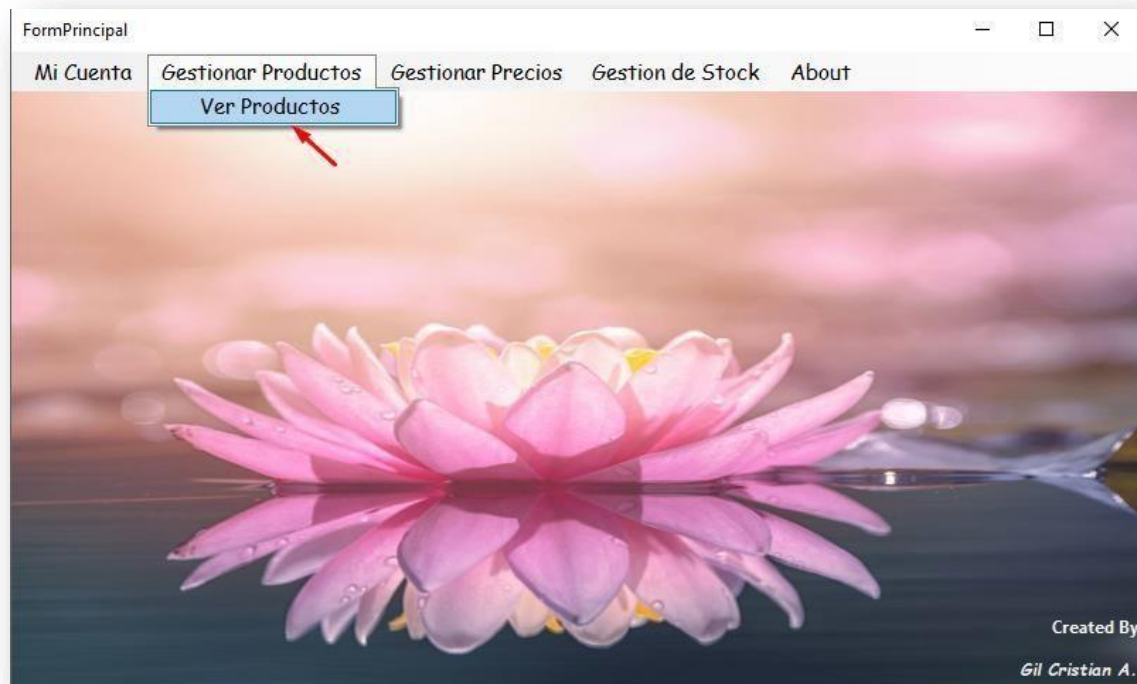 FormPrincipal
Mi Cuenta Gestionar Productos Gestionar Precios Gestion de Stock About
Ver Productos
Created By
Gil Cristian A.